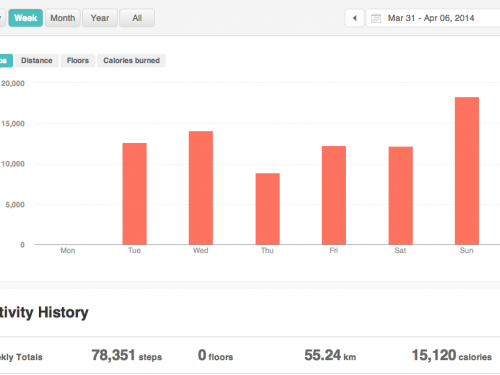 Week Month Year All Mar 31 - Apr 06, 2014
Distance Floors Calories burned
20,000
15,000
10,000
5,000
0
Mon Tue Wed Thu Fri Sat Sun
tivity History
kly Totals 78,351 steps 0 floors 55.24 km 15,120 calories